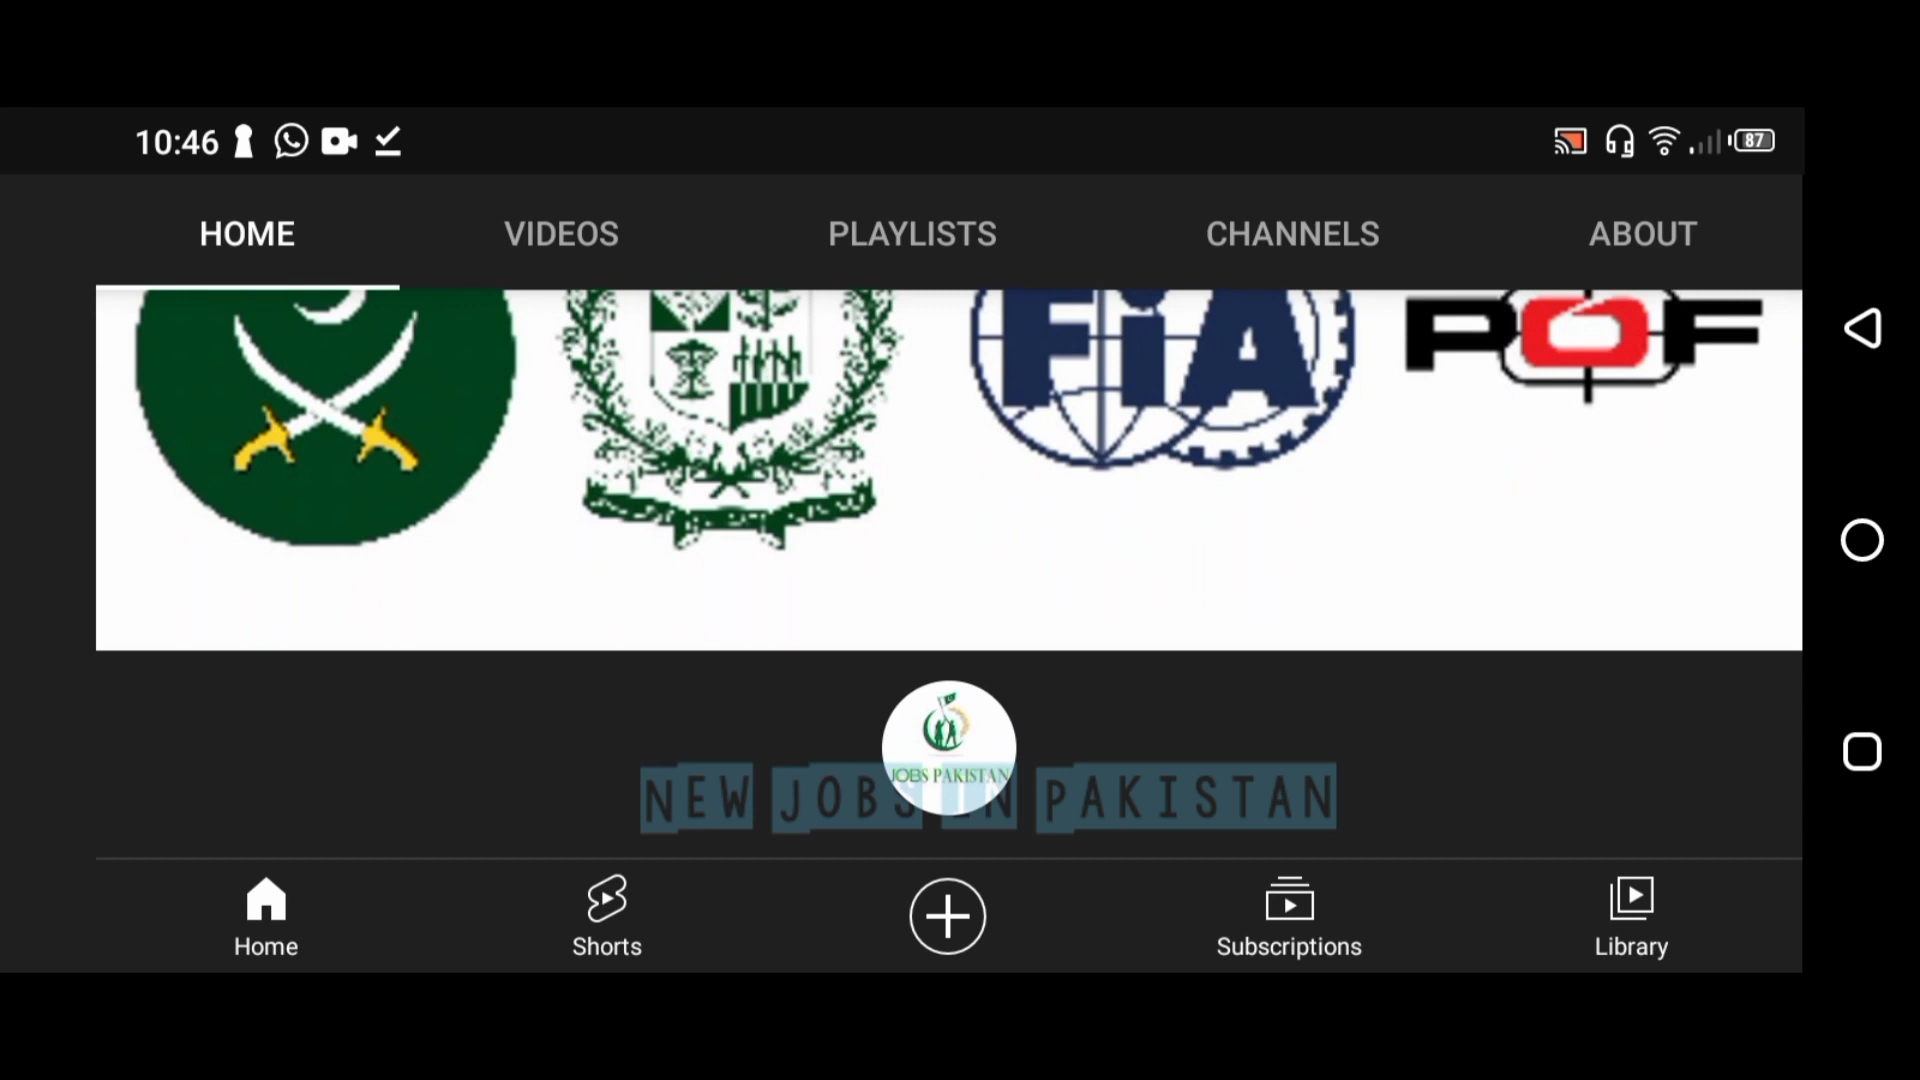 10:46 87
HOME VIDEOS PLAYLISTS CHANNELS ABOUT
FiA POF
JOBS PAKISTAN
NEW JOBS IN PAKISTAN
Home Shorts Subscriptions Library